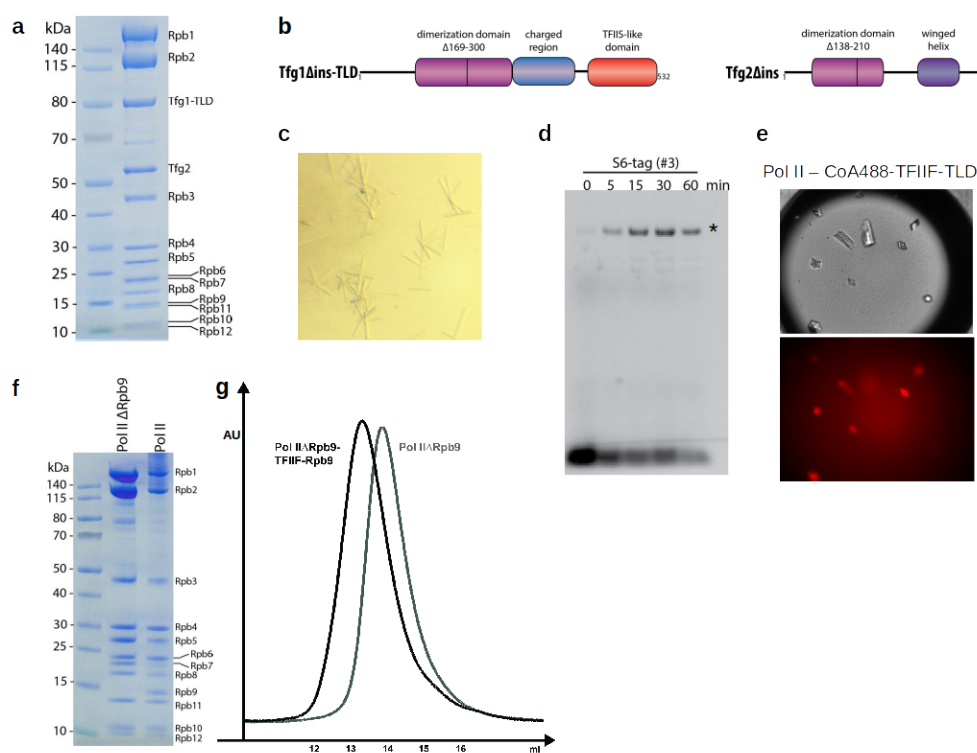 a
kDa
140 -
115 -
80 -
70 -
50 -
40 -
30 -
25 -
15 -
10 -
Rpb1
Rpb2
Tfg1-TLD
Tfg2
Rpb3
Rpb4
Rpb5
Rpb6
Rpb7
Rpb8
Rpb9
Rpb11
Rpb10
Rpb12
b
dimerization domain
Δ169-300
charged
region
TFIIS-like
domain
Tfg1Δins-TLD
1
532
dimerization domain
Δ138-210
winged
helix
Tfg2Δins
1
c
d
S6-tag (#3)
0 5 15 30 60 min
*
e
Pol II – CoA488-TFIIF-TLD
f
Pol II ΔRpb9
Pol II
kDa
140 -
115 -
80 -
70 -
50 -
40 -
30 -
25 -
15 -
10 -
Rpb1
Rpb2
Rpb3
Rpb4
Rpb5
Rpb6
Rpb7
Rpb8
Rpb9
Rpb11
Rpb10
Rpb12
g
AU
Pol IIΔRpb9-
TFIIF-Rpb9
Pol IIΔRpb9
12 13 14 15 16 ml